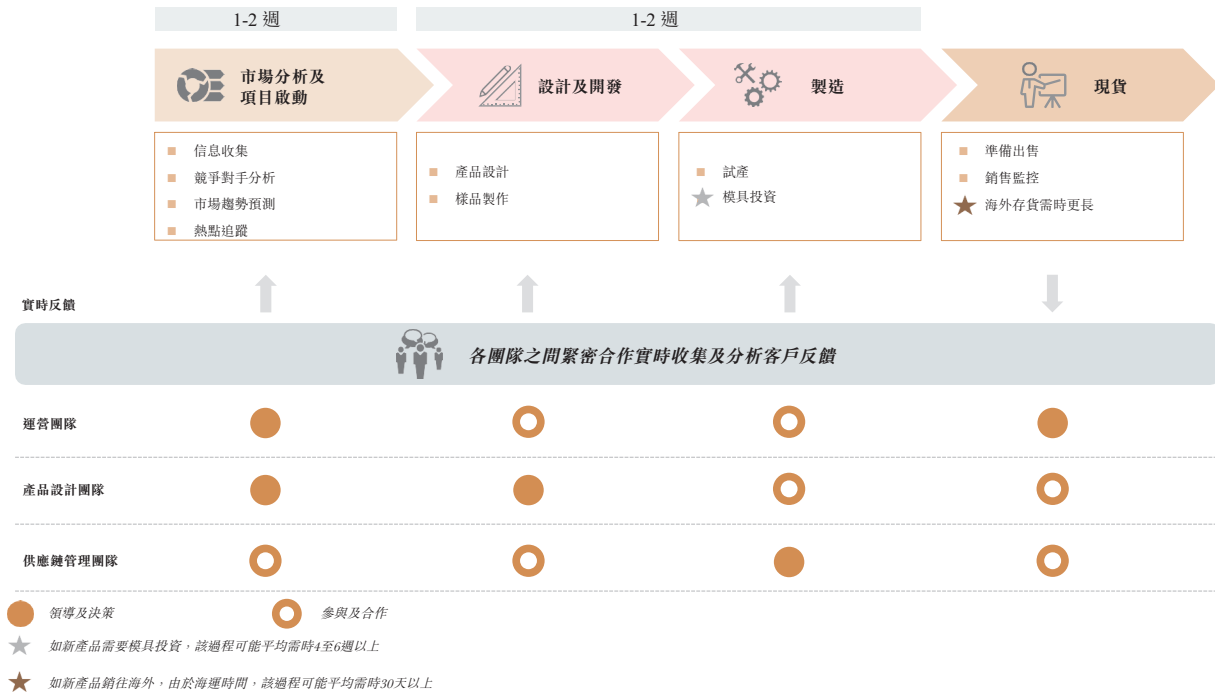 1-2 週
1-2 週
市場分析及
項目啟動
設計及開發
製造
現貨
信息收集
競爭對手分析
市場趨勢預測
熱點追蹤
產品設計
樣品製作
試產
模具投資
準備出售
銷售監控
海外存貨需時更長
實時反饋
各團隊之間緊密合作實時收集及分析客戶反饋
運營團隊
產品設計團隊
供應鏈管理團隊
領導及決策
參與及合作
如新產品需要模具投資，該過程可能平均需時4至6週以上
如新產品銷往海外，由於海運時間，該過程可能平均需時30天以上